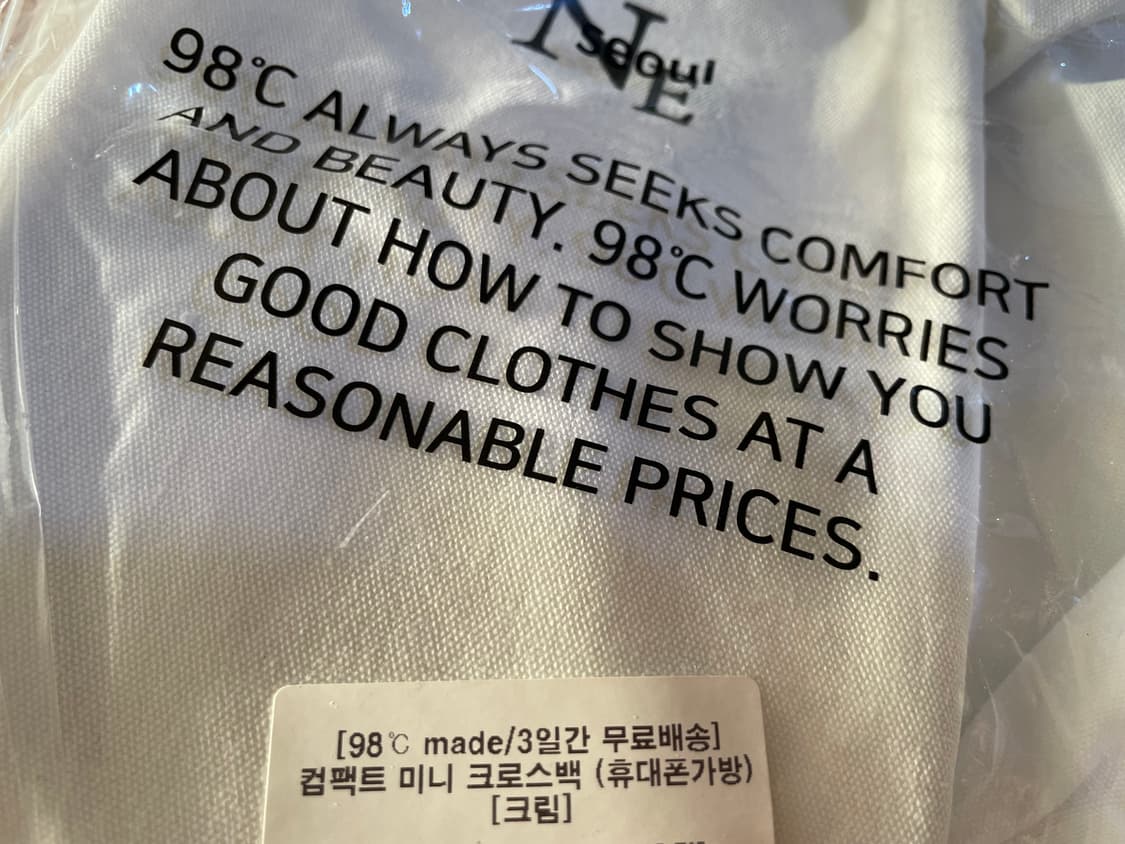 NE
seoul
98℃ ALWAYS SEEKS COMFORT
AND BEAUTY. 98℃ WORRIES
ABOUT HOW TO SHOW YOU
GOOD CLOTHES AT A
REASONABLE PRICES.
[98℃ made/3일간 무료배송]
컴팩트 미니 크로스백 (휴대폰가방)
[크림]